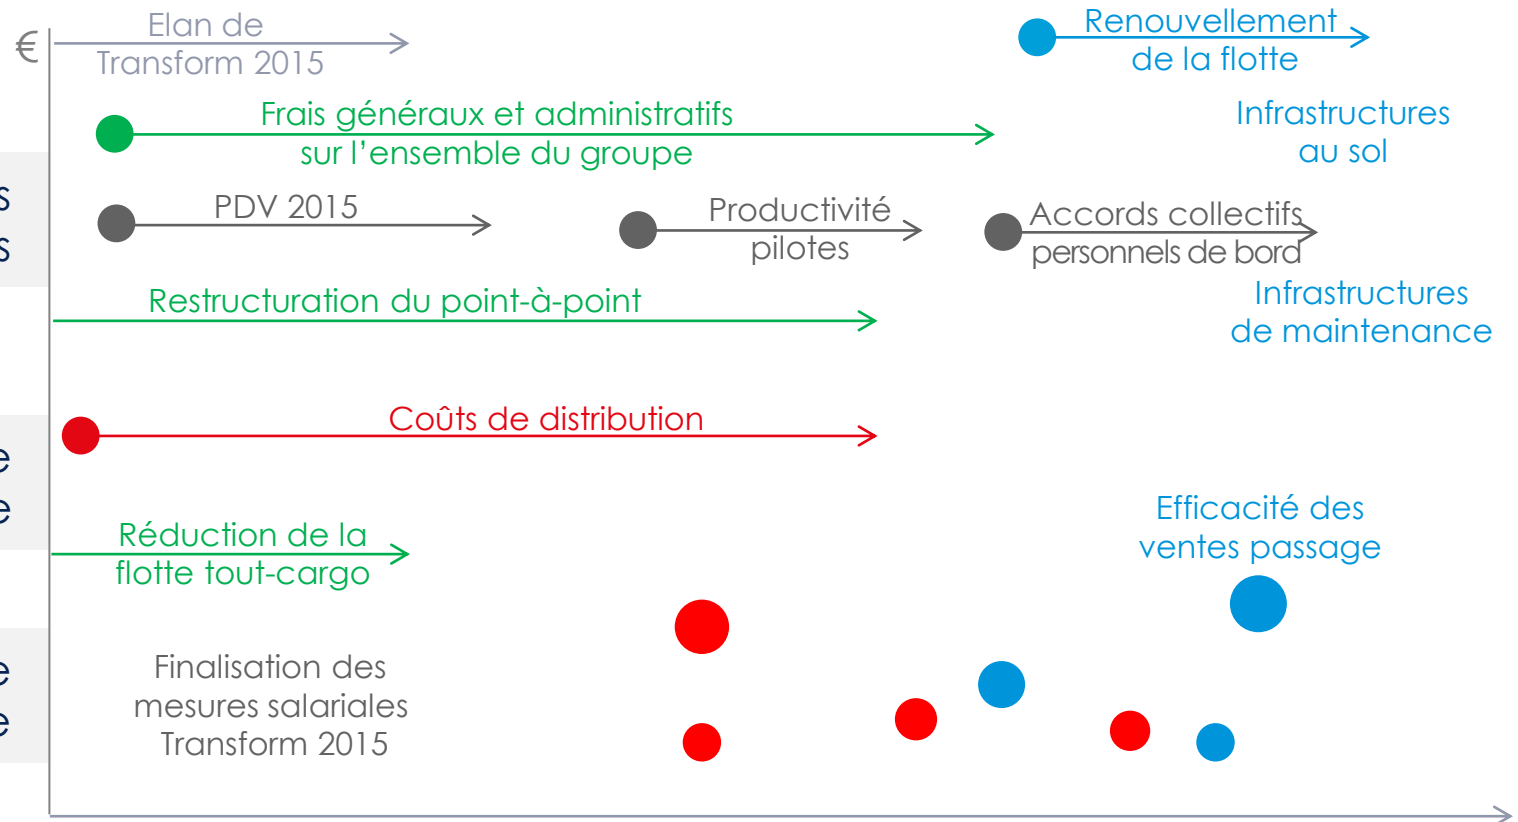 Elan de
Transform 2015
€
Renouvellement
de la flotte
Frais généraux et administratifs
sur l’ensemble du groupe
Infrastructures
au sol
PDV 2015
Productivité
pilotes
Accords collectifs
personnels de bord
Restructuration du point-à-point
Infrastructures
de maintenance
Coûts de distribution
Efficacité des
ventes passage
Réduction de la
flotte tout-cargo
Finalisation des
mesures salariales
Transform 2015